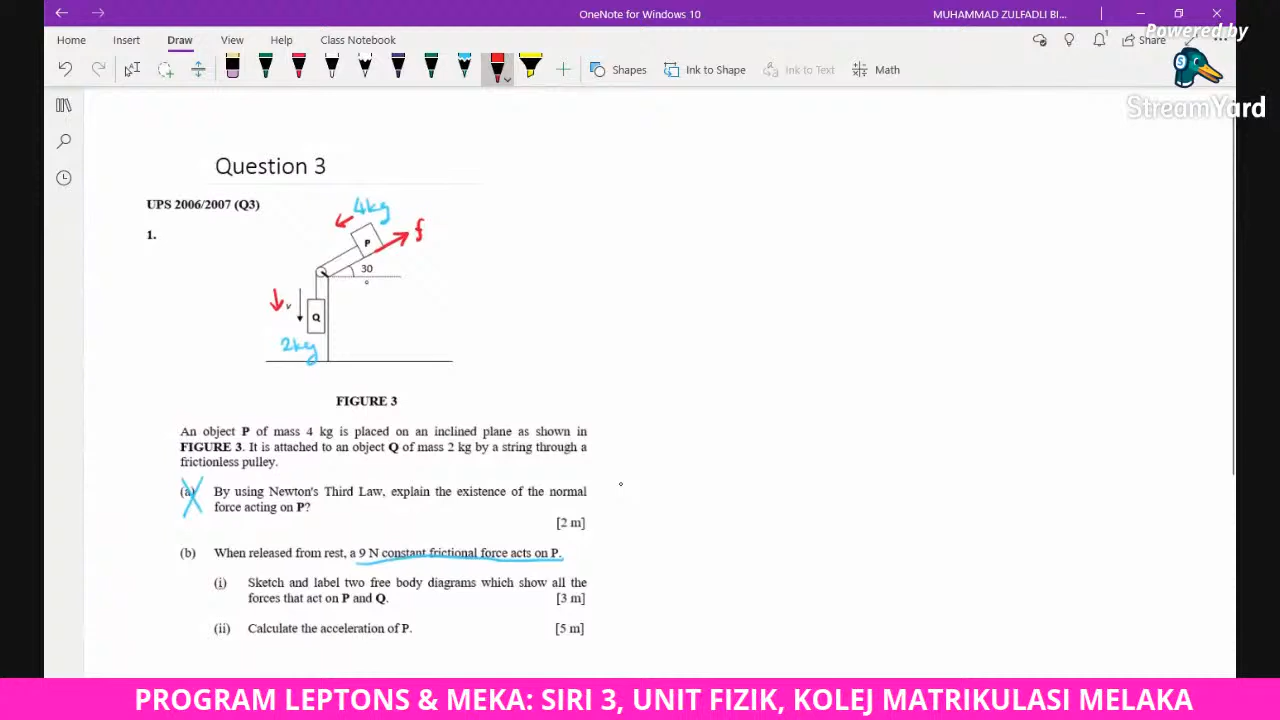 OneNote for Windows 10
MUHAMMAD ZULFADLI BI...
Powered by
Home Insert Draw View Help Class Notebook
Share
Shapes Ink to Shape Ink to Text Math
StreamYard
Question 3
UPS 2006/2007 (Q3)
1.
4kg
f
P
30
v
Q
2kg
FIGURE 3
An object P of mass 4 kg is placed on an inclined plane as shown in
FIGURE 3. It is attached to an object Q of mass 2 kg by a string through a
frictionless pulley.
(a) By using Newton's Third Law, explain the existence of the normal
force acting on P?
[2 m]
(b) When released from rest, a 9 N constant frictional force acts on P.
(i) Sketch and label two free body diagrams which show all the
forces that act on P and Q. [3 m]
(ii) Calculate the acceleration of P. [5 m]
PROGRAM LEPTONS & MEKA: SIRI 3, UNIT FIZIK, KOLEJ MATRIKULASI MELAKA